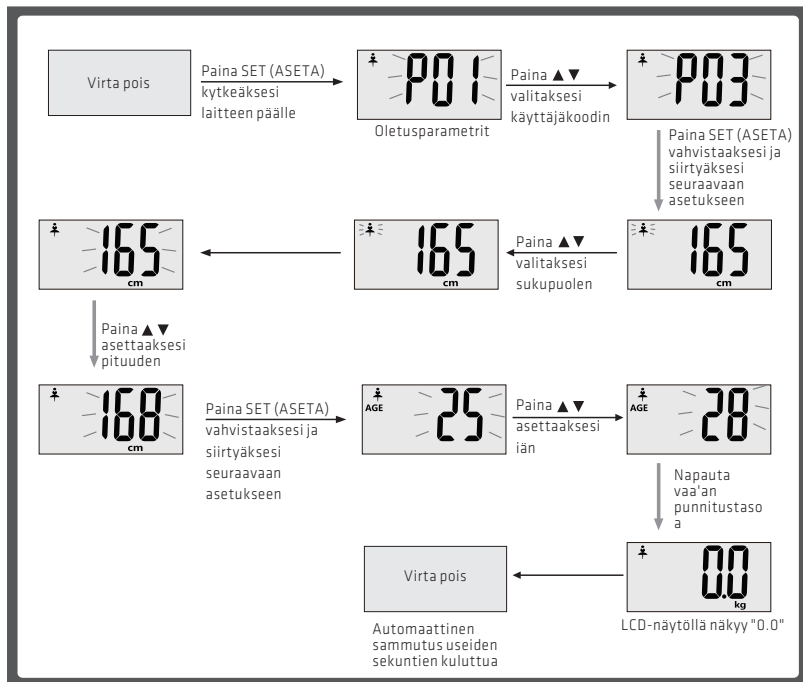 Virta pois
Paina SET (ASETA)
kytkeäksesi
laitteen päälle
P01
Oletusparametrit
Paina ▲ ▼
valitaksesi
käyttäjäkoodin
P03
Paina SET (ASETA)
vahvistaaksesi ja
siirtyäksesi
seuraavaan
asetukseen
165
cm
Paina ▲ ▼
valitaksesi
sukupuolen
165
cm
165
cm
Paina ▲ ▼
asettaaksesi
pituuden
168
cm
Paina SET (ASETA)
vahvistaaksesi ja
siirtyäksesi
seuraavaan
asetukseen
AGE
25
Paina ▲ ▼
asettaaksesi
iän
AGE
28
Napauta
vaa'an
punnitustaso
a
0.0
kg
LCD-näytöllä näkyy "0.0"
Virta pois
Automaattinen
sammutus useiden
sekuntien kuluttua